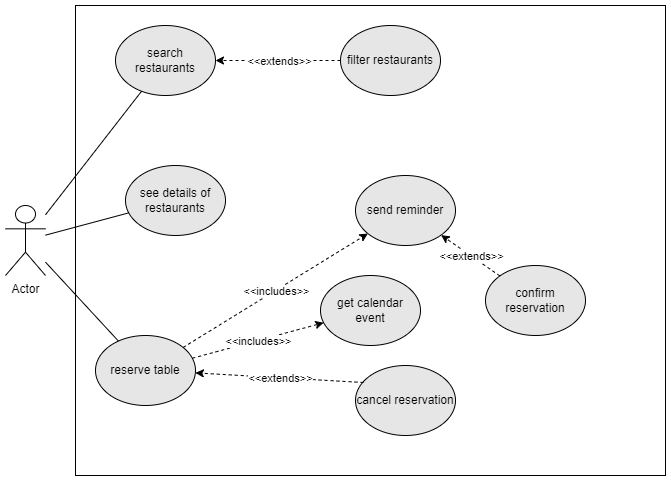 search
restaurants
<<extends>>
filter restaurants
see details of
restaurants
send reminder
<<extends>>
Actor
<<includes>>
confirm
reservation
get calendar
event
<<includes>>
reserve table
<<extends>>
cancel reservation